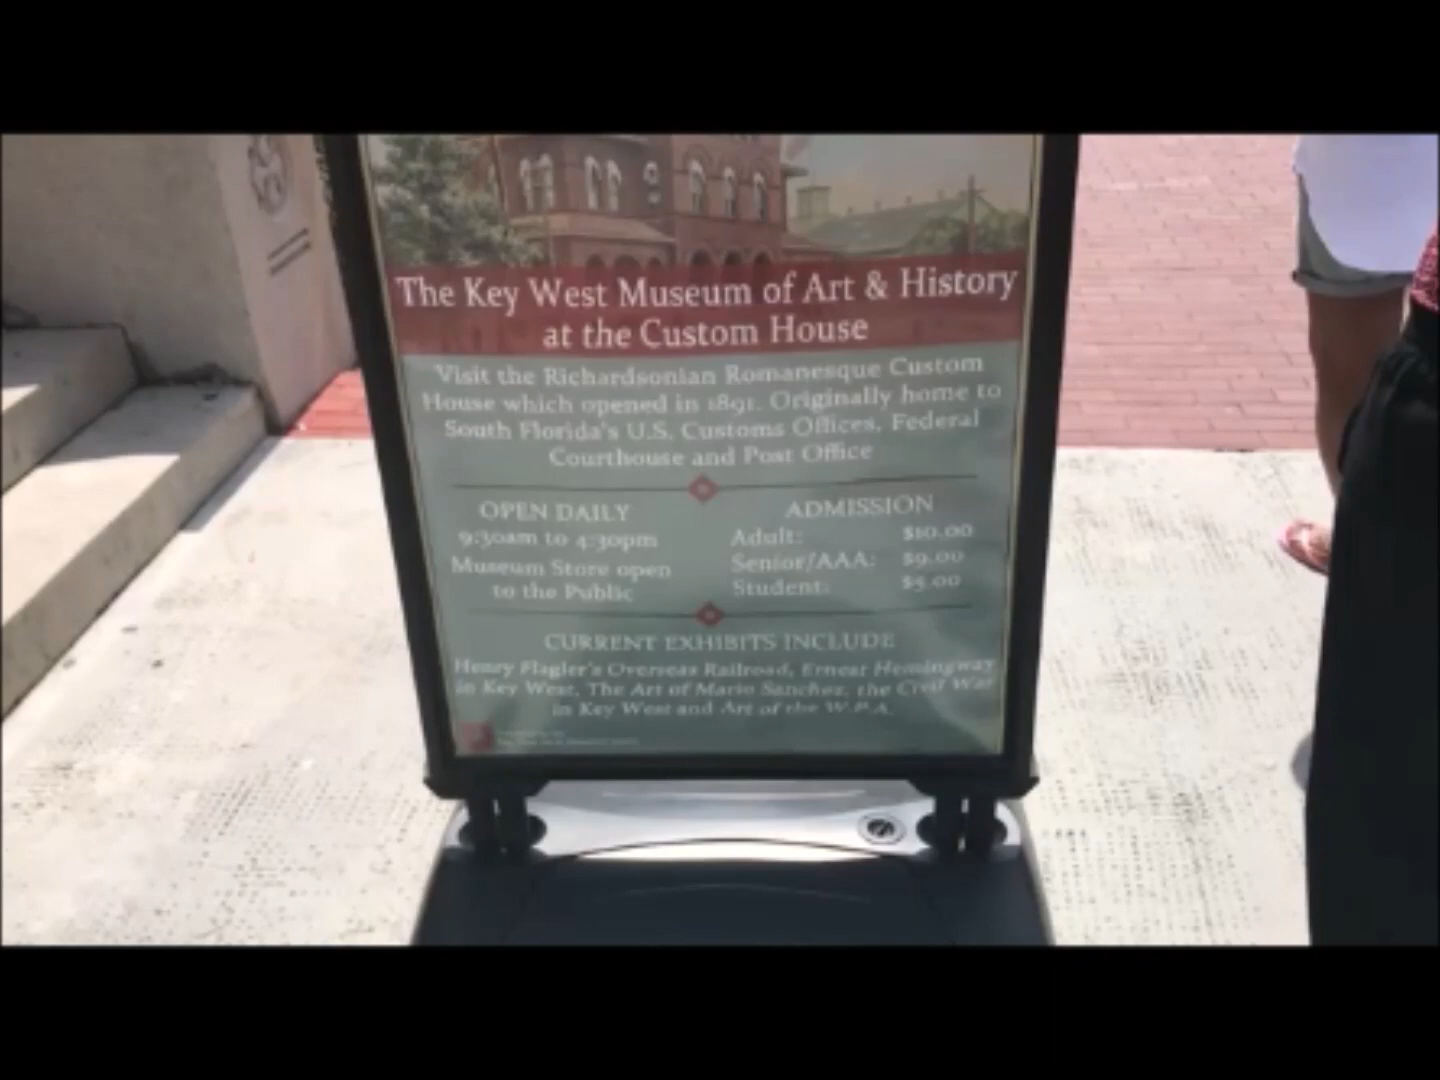 The Key West Museum of Art & History
at the Custom House
Visit the Richardsonian Romanesque Custom
House which opened in 1891. Originally home to
South Florida's U.S. Customs Offices, Federal
Courthouse and Post Office
OPEN DAILY
9:30am to 4:30pm
Museum Store open
to the Public
ADMISSION
Adult: $10.00
Senior/AAA: $9.00
Student: $5.00
CURRENT EXHIBITS INCLUDE
Henry Flagler's Overseas Railroad, Ernest Hemingway
in Key West, The Art of Mario Sanchez, the Civil War
in Key West and Art of the W.P.A.